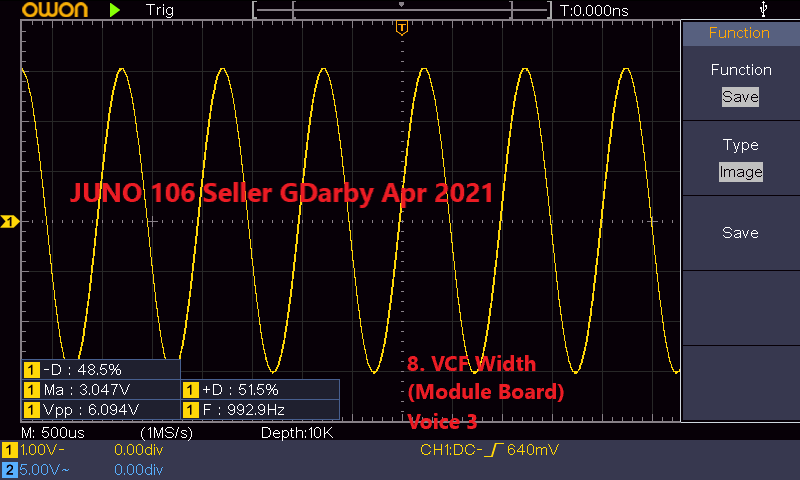 OWON Trig T:0.000ns
T
Function
Function
Save
Type
Image
Save
JUNO 106 Seller GDarby Apr 2021
1
8. VCF Width
(Module Board)
Voice 3
1 -D : 48.5%
1 Ma : 3.047V 1 +D : 51.5%
1 Vpp : 6.094V 1 F : 992.9Hz
M: 500us (1MS/s) Depth:10K
1 1.00V- 0.00div CH1:DC- 640mV
2 5.00V~ 0.00div